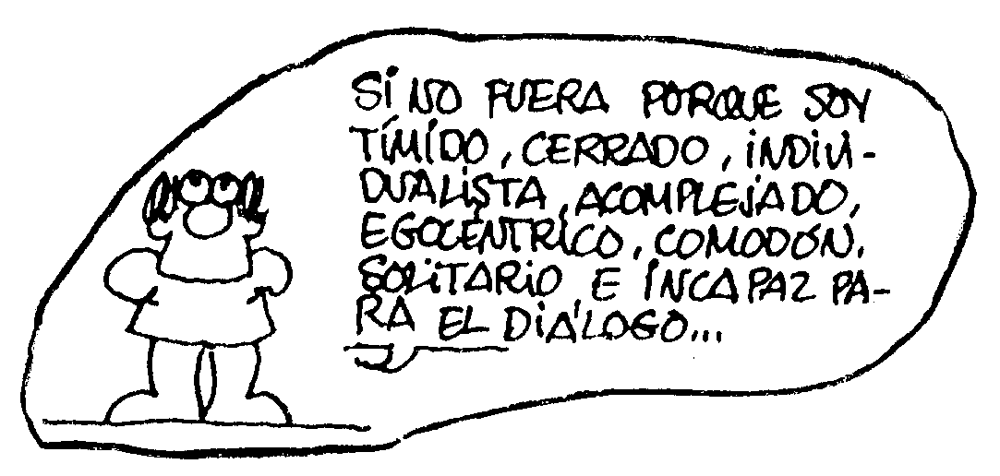 SI NO FUERA PORQUE SOY
TÍMIDO, CERRADO, INDIVI-
DUALISTA, ACOMPLEJADO,
EGOCÉNTRICO, COMODÓN,
SOLITARIO E INCAPAZ PA-
RA EL DIÁLOGO...